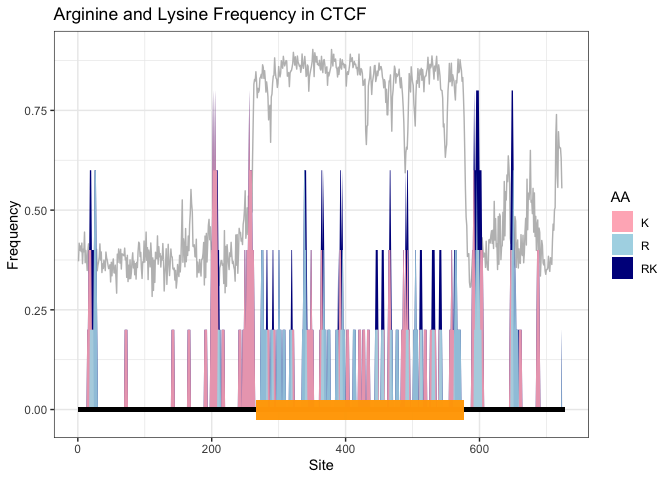 Arginine and Lysine Frequency in CTCF
Frequency
0.75
0.50
0.25
0.00
0 200 400 600
Site
AA
K
R
RK